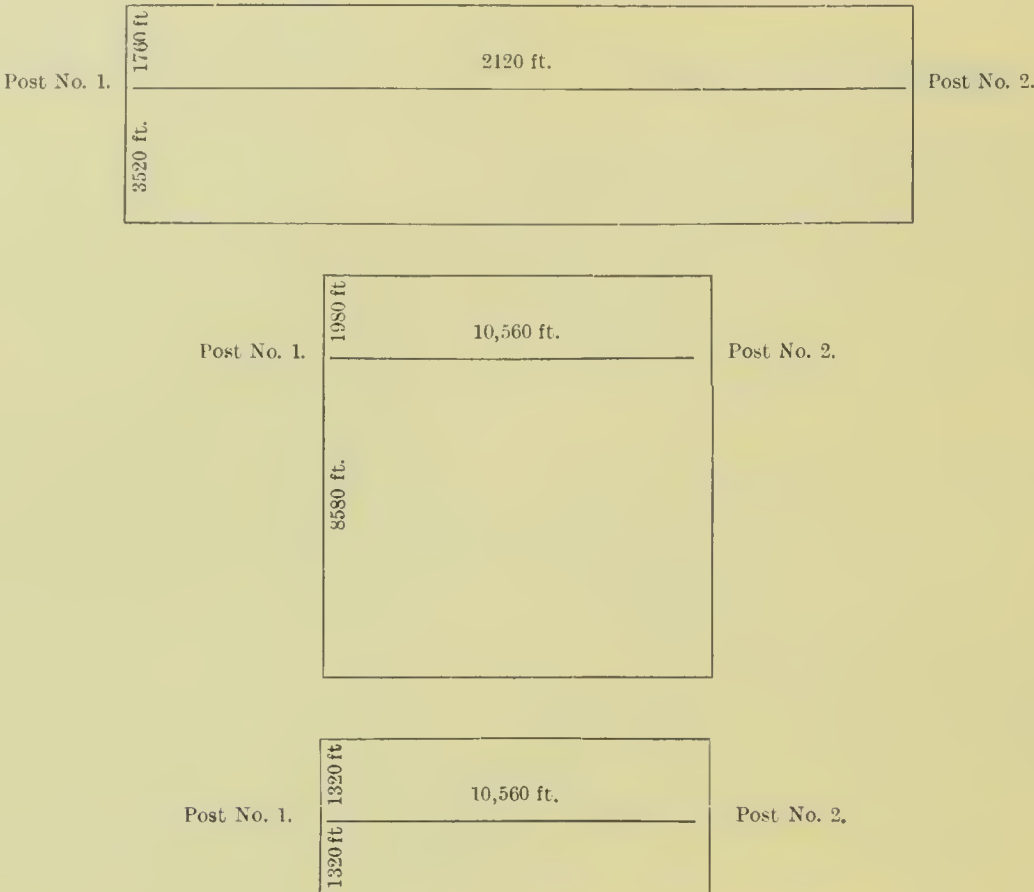 1760 ft
2120 ft.
Post No. 1.
Post No. 2.
3520 ft.
1980 ft
10,560 ft.
Post No. 1.
Post No. 2.
8580 ft.
1320 ft
10,560 ft.
Post No. 1.
Post No. 2.
1320 ft